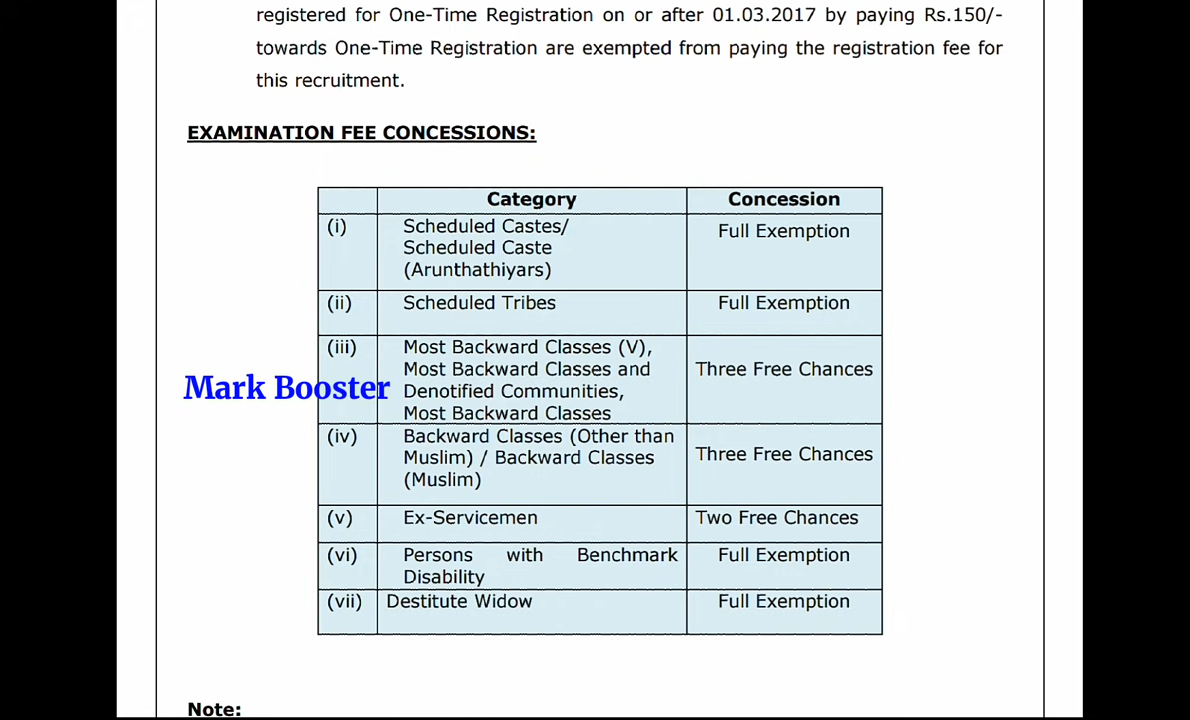 registered for One-Time Registration on or after 01.03.2017 by paying Rs.150/-
towards One-Time Registration are exempted from paying the registration fee for
this recruitment.
EXAMINATION FEE CONCESSIONS:
Category Concession
(i) Scheduled Castes/ Full Exemption
Scheduled Caste
(Arunthathiyars)
(ii) Scheduled Tribes Full Exemption
(iii) Most Backward Classes (V),
Most Backward Classes and Three Free Chances
Mark Booster Denotified Communities,
Most Backward Classes
(iv) Backward Classes (Other than
Muslim) / Backward Classes Three Free Chances
(Muslim)
(v) Ex-Servicemen Two Free Chances
(vi) Persons with Benchmark Full Exemption
Disability
(vii) Destitute Widow Full Exemption
Note: